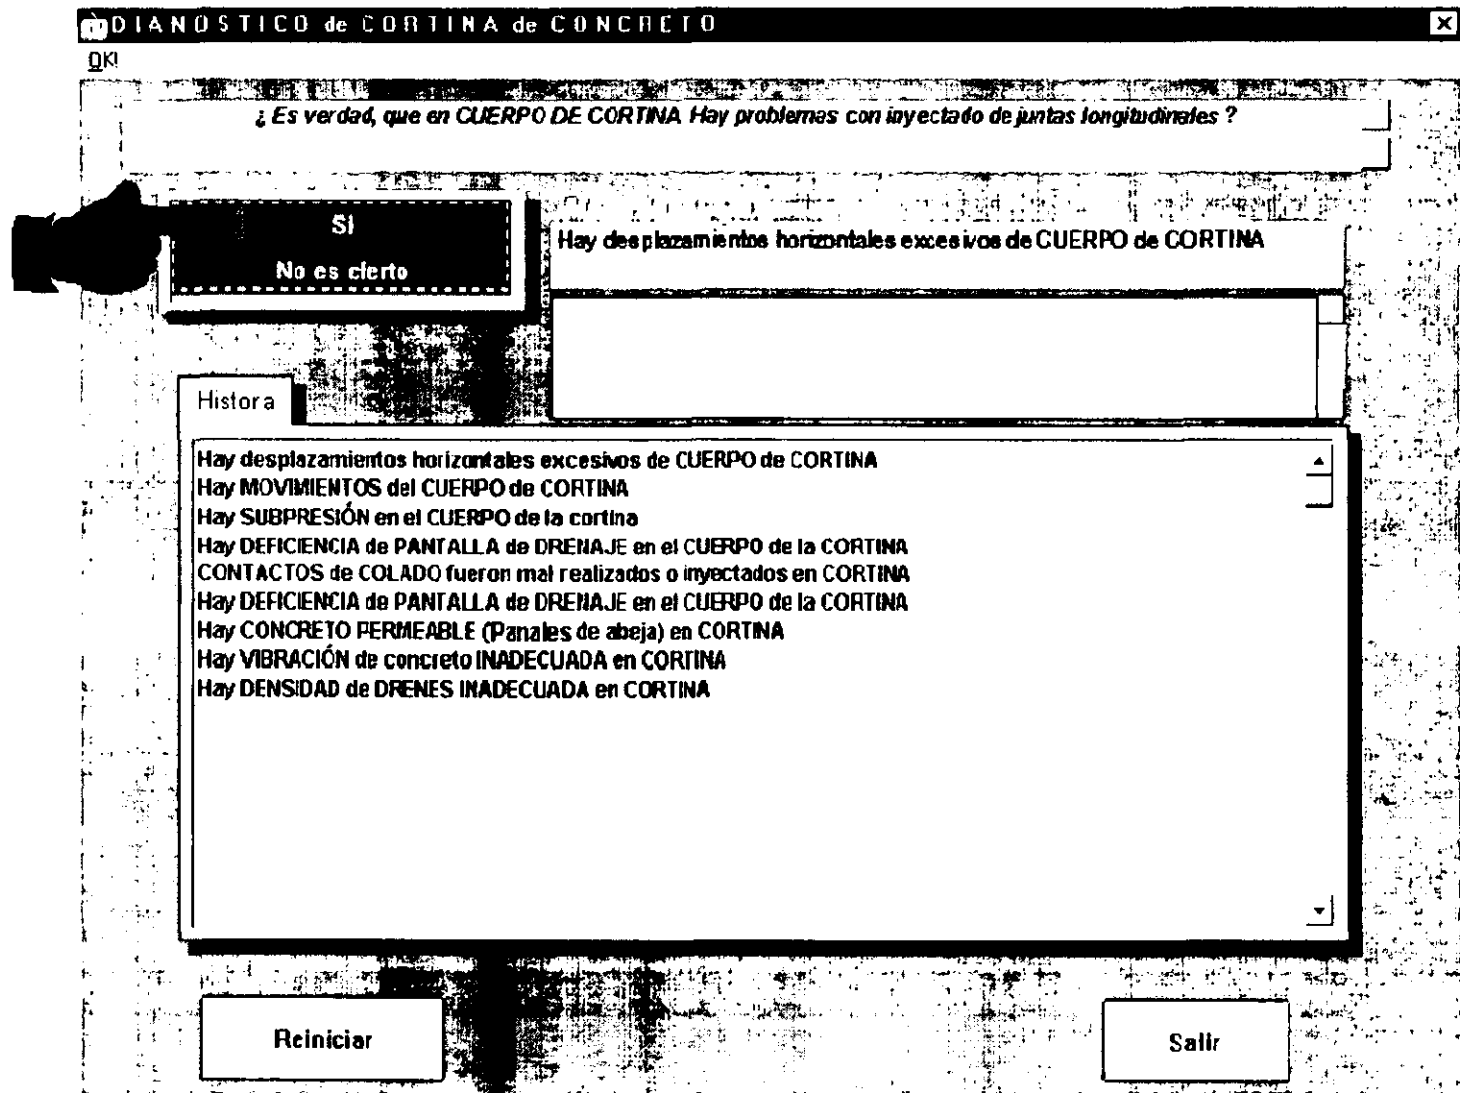 DIANOSTICO de CORTINA de CONCRETO
OK!
¿ Es verdad, que en CUERPO DE CORTINA Hay problemas con inyectado de juntas longitudinales ?
SI
No es cierto
Hay desplazamientos horizontales excesivos de CUERPO de CORTINA
Histora
Hay desplazamientos horizontales excesivos de CUERPO de CORTINA
Hay MOVIMIENTOS del CUERPO de CORTINA
Hay SUBPRESIÓN en el CUERPO de la cortina
Hay DEFICIENCIA de PANTALLA de DRENAJE en el CUERPO de la CORTINA
CONTACTOS de COLADO fueron mal realizados o inyectados en CORTINA
Hay DEFICIENCIA de PANTALLA de DRENAJE en el CUERPO de la CORTINA
Hay CONCRETO PERMEABLE (Panales de abeja) en CORTINA
Hay VIBRACIÓN de concreto INADECUADA en CORTINA
Hay DENSIDAD de DRENES INADECUADA en CORTINA
Reiniciar
Salir